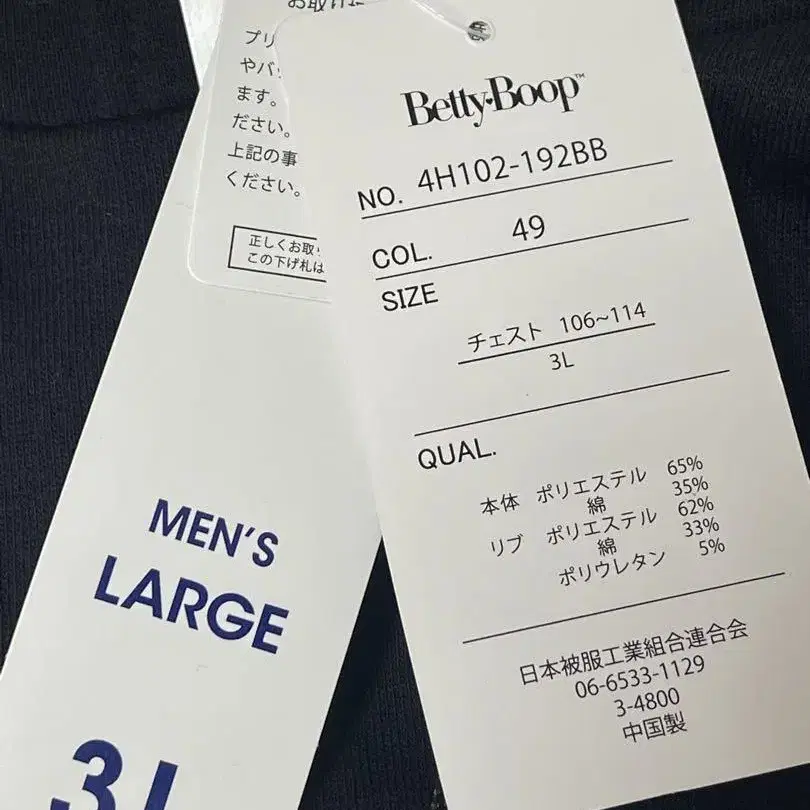 お取り扱
プリ
やバッ
ます。
ださい。
上記の事
ください。
正しくお取り
この下げ札は
MEN'S
LARGE
3L
Betty Boop™
NO. 4H102-192BB
COL. 49
SIZE
チェスト 106~114
3L
QUAL.
本体 ポリエステル 65%
綿 35%
リブ ポリエステル 62%
綿 33%
ポリウレタン 5%
日本被服工業組合連合会
06-6533-1129
3-4800
中国製